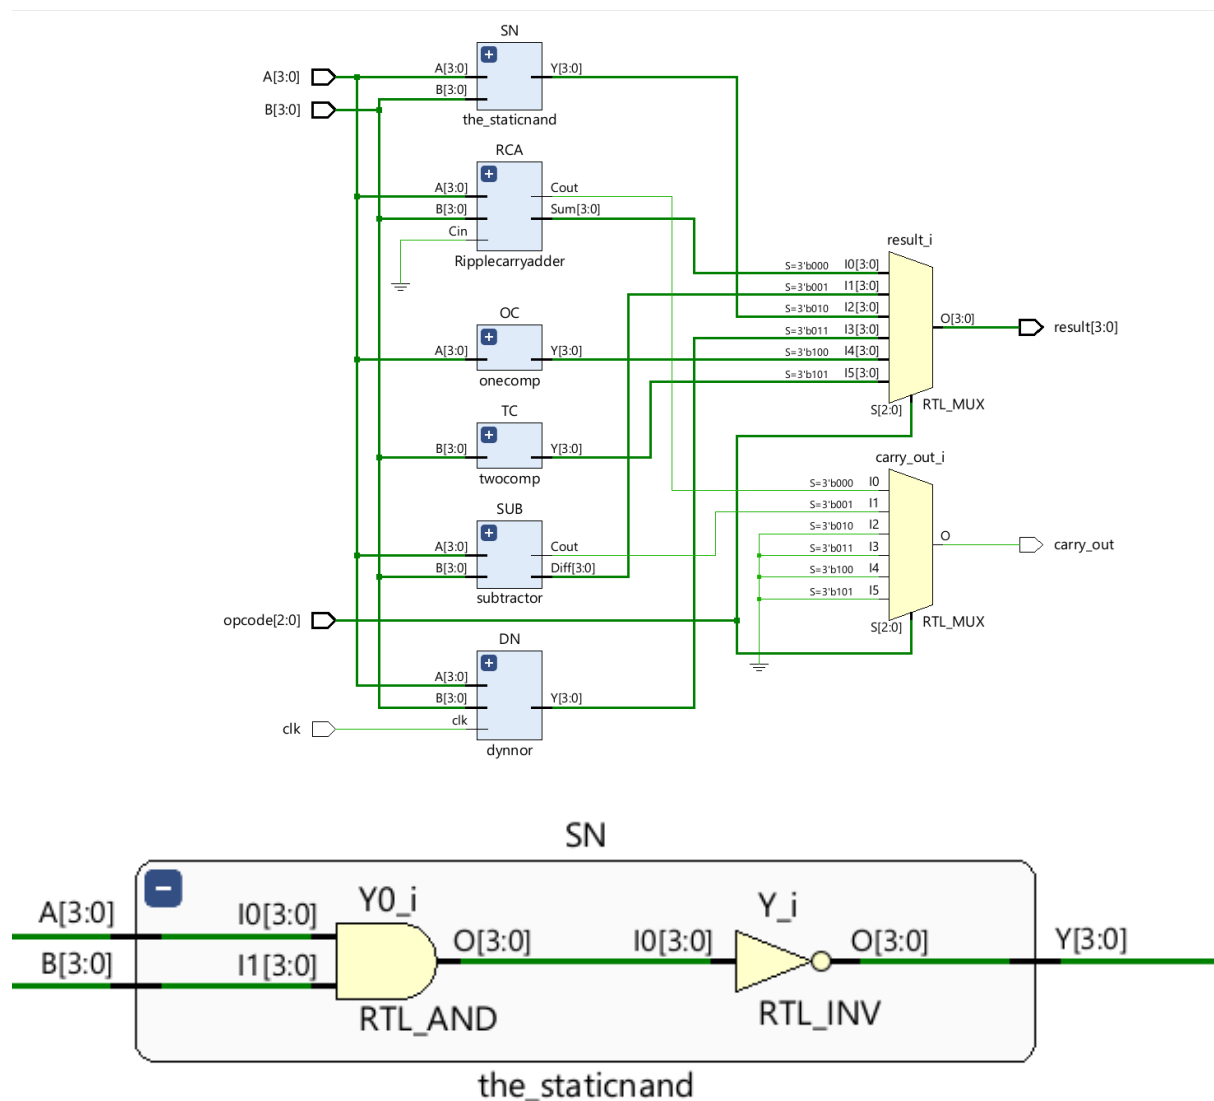 SN
A[3:0]
A[3:0]
Y[3:0]
B[3:0]
B[3:0]
the_staticnand
RCA
A[3:0]
Cout
B[3:0]
Sum[3:0]
Cin
Ripplecarryadder
result_i
S=3'b000
I0[3:0]
S=3'b001
I1[3:0]
S=3'b010
I2[3:0]
S=3'b011
I3[3:0]
S=3'b100
I4[3:0]
S=3'b101
I5[3:0]
O[3:0]
result[3:0]
S[2:0]
RTL_MUX
OC
A[3:0]
Y[3:0]
onecomp
TC
B[3:0]
Y[3:0]
twocomp
carry_out_i
S=3'b000
I0
S=3'b001
I1
S=3'b010
I2
S=3'b011
I3
S=3'b100
I4
S=3'b101
I5
O
carry_out
S[2:0]
RTL_MUX
SUB
A[3:0]
Cout
B[3:0]
Diff[3:0]
subtractor
opcode[2:0]
DN
A[3:0]
B[3:0]
Y[3:0]
clk
clk
dynnor
SN
A[3:0]
I0[3:0]
Y0_i
O[3:0]
I0[3:0]
Y_i
O[3:0]
Y[3:0]
B[3:0]
I1[3:0]
RTL_AND
RTL_INV
the_staticnand